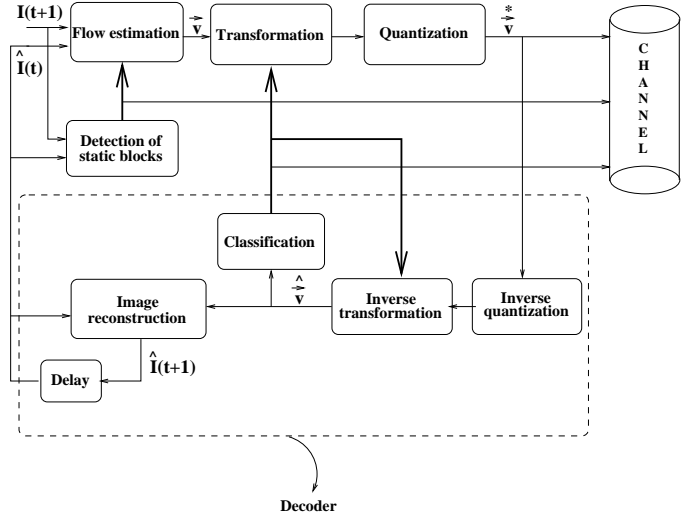 I(t+1)
Flow estimation
v
Transformation
Quantization
*
v
^
I(t)
C
H
A
N
N
E
L
Detection of
static blocks
Classification
^
v
Image
reconstruction
Inverse
transformation
Inverse
quantization
^
I(t+1)
Delay
Decoder